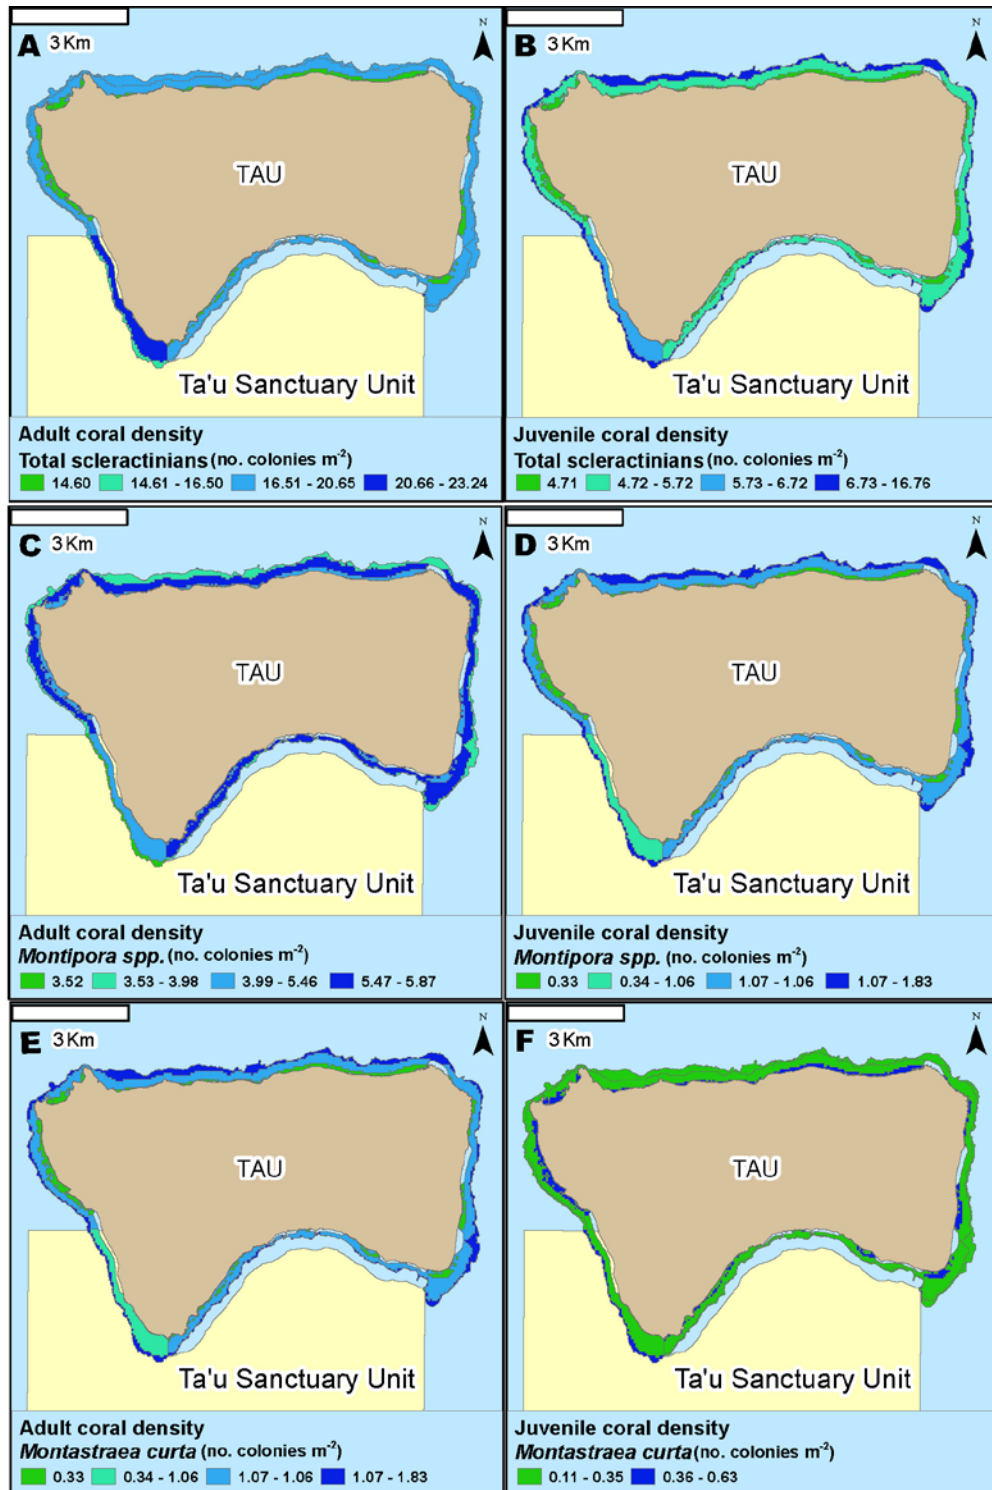 A
3 Km
N
TAU
Ta'u Sanctuary Unit
Adult coral density
Total scleractinians (no. colonies m⁻²)
14.60 14.61 - 16.50 16.51 - 20.65 20.66 - 23.24
B
3 Km
N
TAU
Ta'u Sanctuary Unit
Juvenile coral density
Total scleractinians (no. colonies m⁻²)
4.71 4.72 - 5.72 5.73 - 6.72 6.73 - 16.76
C
3 Km
N
TAU
Ta'u Sanctuary Unit
Adult coral density
Montipora spp. (no. colonies m⁻²)
3.52 3.53 - 3.98 3.99 - 5.46 5.47 - 5.87
D
3 Km
N
TAU
Ta'u Sanctuary Unit
Juvenile coral density
Montipora spp. (no. colonies m⁻²)
0.33 0.34 - 1.06 1.07 - 1.06 1.07 - 1.83
E
3 Km
N
TAU
Ta'u Sanctuary Unit
Adult coral density
Montastraea curta (no. colonies m⁻²)
0.33 0.34 - 1.06 1.07 - 1.06 1.07 - 1.83
F
3 Km
N
TAU
Ta'u Sanctuary Unit
Juvenile coral density
Montastraea curta (no. colonies m⁻²)
0.11 - 0.35 0.36 - 0.63